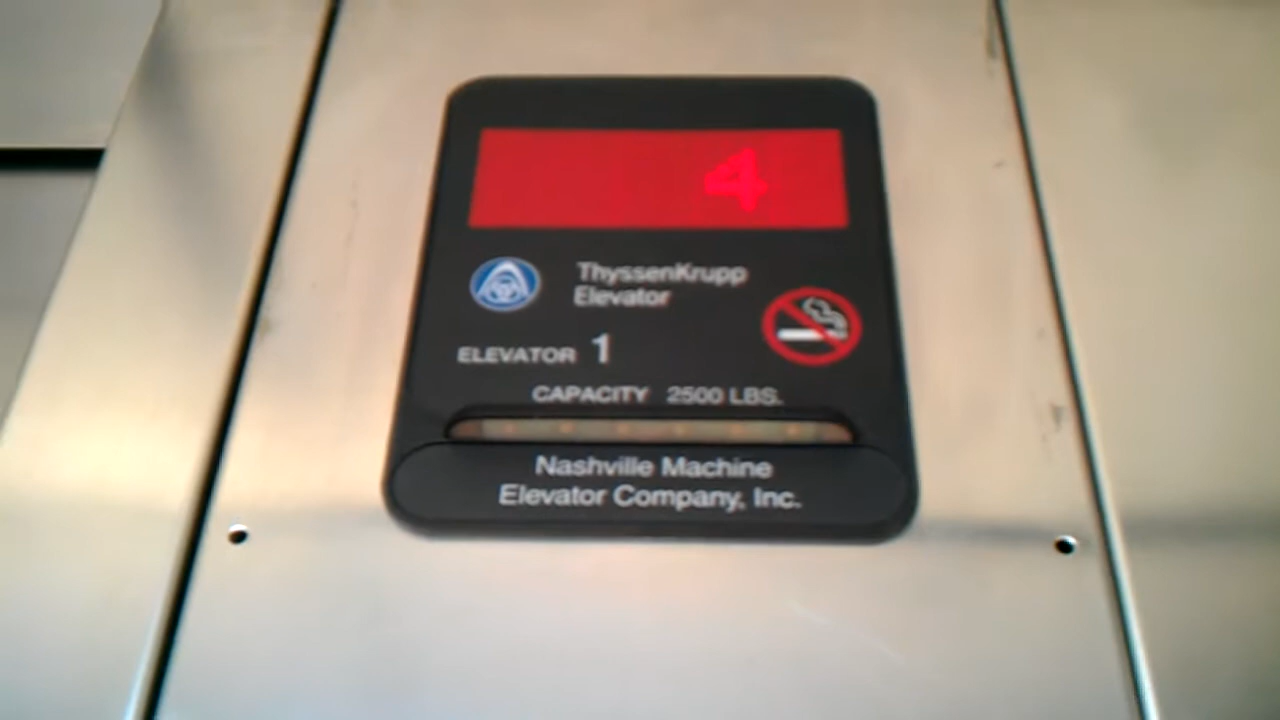 4
ThyssenKrupp
Elevator
ELEVATOR 1
CAPACITY 2500 LBS.
Nashville Machine
Elevator Company, Inc.